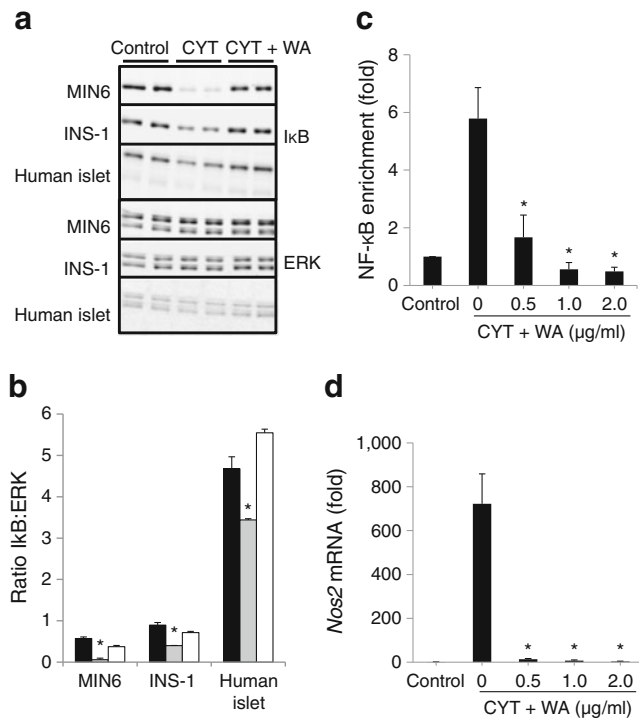 a
Control CYT CYT + WA
MIN6
INS-1
IκB
Human islet
MIN6
INS-1
ERK
Human islet
b
Ratio IkB:ERK
6
5
4
3
2
1
0
*
*
*
MIN6 INS-1 Human islet
c
NF-κB enrichment (fold)
8
6
4
2
0
*
*
*
Control 0 0.5 1.0 2.0
CYT + WA (µg/ml)
d
Nos2 mRNA (fold)
1,000
800
600
400
200
0
* * *
Control 0 0.5 1.0 2.0
CYT + WA (µg/ml)